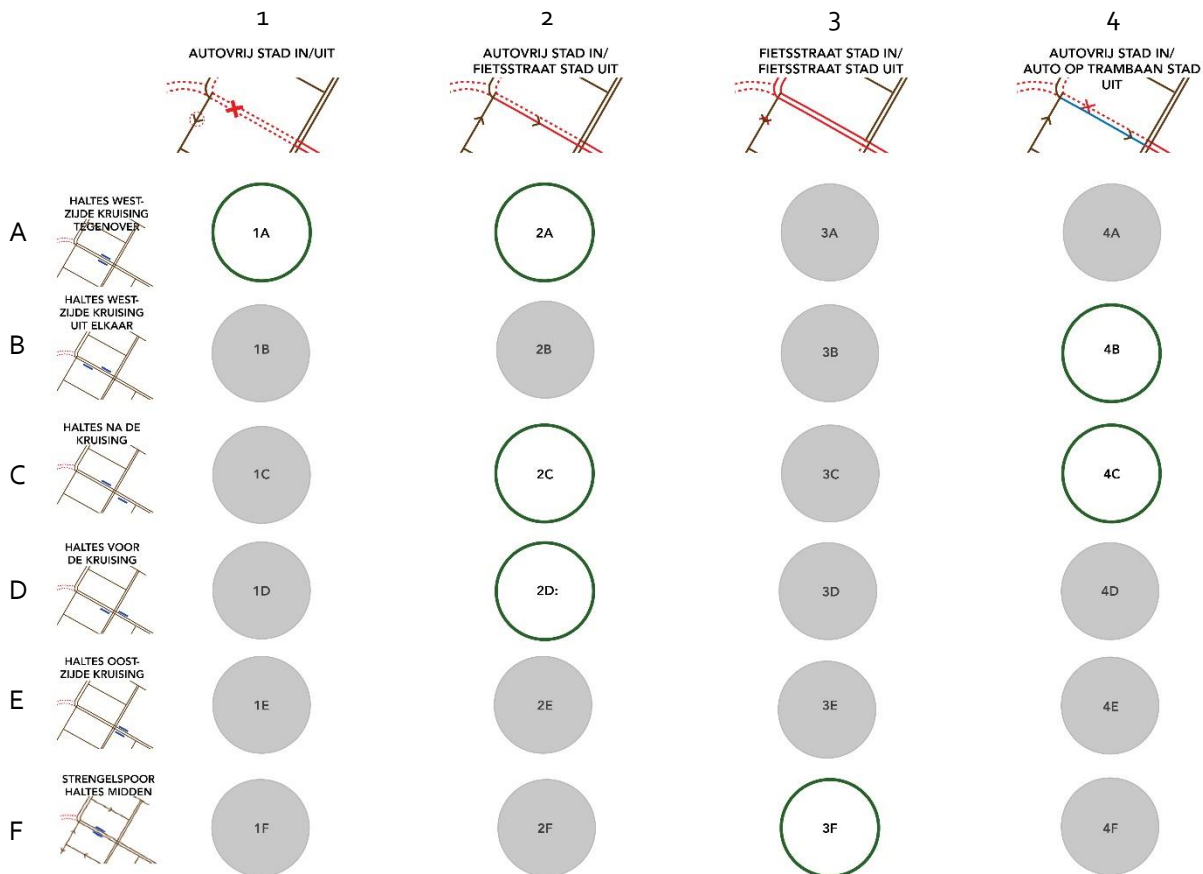 1
2
3
4
AUTOVRIJ STAD IN/UIT
AUTOVRIJ STAD IN/
FIETSSTRAAT STAD UIT
FIETSSTRAAT STAD IN/
FIETSSTRAAT STAD UIT
AUTOVRIJ STAD IN/
AUTO OP TRAMBAAN STAD
UIT
A
HALTES WEST-
ZIJDE KRUISING
TEGENOVER
1A
2A
3A
4A
B
HALTES WEST-
ZIJDE KRUISING
UIT ELKAAR
1B
2B
3B
4B
C
HALTES NA DE
KRUISING
1C
2C
3C
4C
D
HALTES VOOR
DE KRUISING
1D
2D:
3D
4D
E
HALTES OOST-
ZIJDE KRUISING
1E
2E
3E
4E
F
STRENGELSPOOR
HALTES MIDDEN
1F
2F
3F
4F